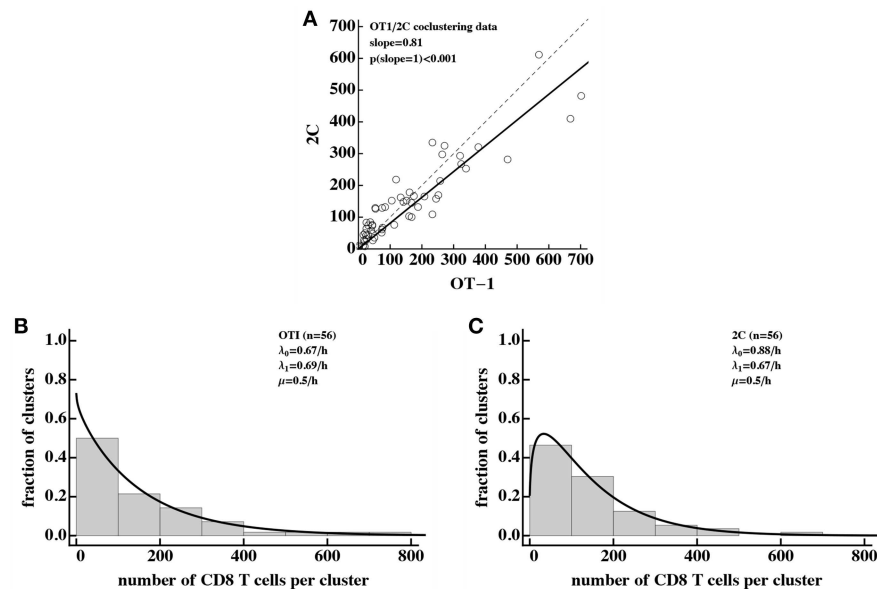 A
OT1/2C coclustering data
slope=0.81
p(slope=1)<0.001
700
600
500
400
300
200
100
0
2C
0 100 200 300 400 500 600 700
OT−1
B
OTI (n=56)
λ0=0.67/h
λ1=0.69/h
μ=0.5/h
1.0
0.8
0.6
0.4
0.2
0.0
fraction of clusters
0 200 400 600 800
number of CD8 T cells per cluster
C
2C (n=56)
λ0=0.88/h
λ1=0.67/h
μ=0.5/h
1.0
0.8
0.6
0.4
0.2
0.0
fraction of clusters
0 200 400 600 800
number of CD8 T cells per cluster